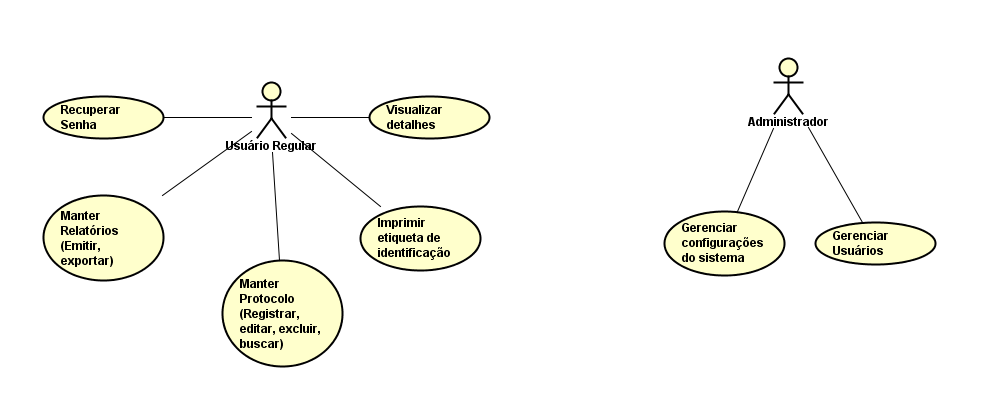 Recuperar
Senha
Visualizar
detalhes
Usuário Regular
Manter
Relatórios
(Emitir,
exportar)
Imprimir
etiqueta de
identificação
Manter
Protocolo
(Registrar,
editar, excluir,
buscar)
Administrador
Gerenciar
configurações
do sistema
Gerenciar
Usuários